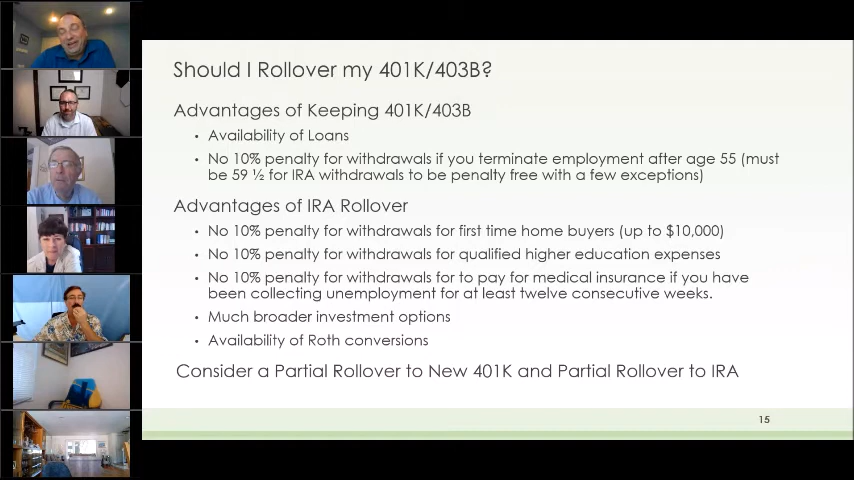 Should I Rollover my 401K/403B?
Advantages of Keeping 401K/403B
• Availability of Loans
• No 10% penalty for withdrawals if you terminate employment after age 55 (must
be 59 ½ for IRA withdrawals to be penalty free with a few exceptions)
Advantages of IRA Rollover
• No 10% penalty for withdrawals for first time home buyers (up to $10,000)
• No 10% penalty for withdrawals for qualified higher education expenses
• No 10% penalty for withdrawals for to pay for medical insurance if you have
been collecting unemployment for at least twelve consecutive weeks.
• Much broader investment options
• Availability of Roth conversions
Consider a Partial Rollover to New 401K and Partial Rollover to IRA
15